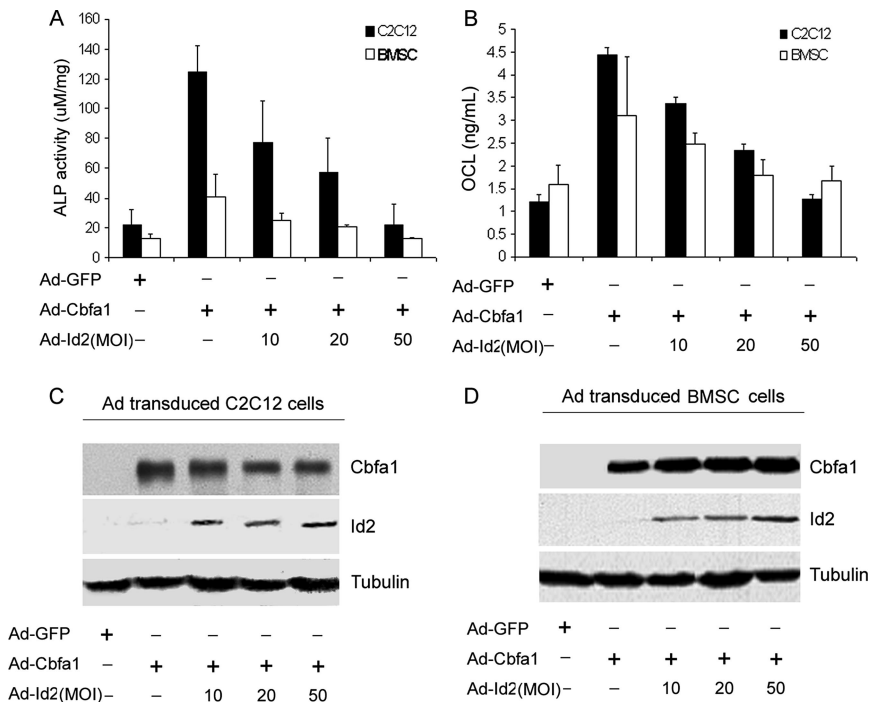 A
160
140
120
100
80
60
40
20
0
ALP activity (uM/mg)
C2C12
BMSC
Ad-GFP + – – – –
Ad-Cbfa1 – + + + +
Ad-Id2(MOI) – – 10 20 50
B
5
4.5
4
3.5
3
2.5
2
1.5
1
0.5
0
OCL (ng/mL)
C2C12
BMSC
Ad-GFP + – – – –
Ad-Cbfa1 – + + + +
Ad-Id2(MOI) – – 10 20 50
C
Ad transduced C2C12 cells
Cbfa1
Id2
Tubulin
Ad-GFP + – – – –
Ad-Cbfa1 – + + + +
Ad-Id2(MOI) – – 10 20 50
D
Ad transduced BMSC cells
Cbfa1
Id2
Tubulin
Ad-GFP + – – – –
Ad-Cbfa1 – + + + +
Ad-Id2(MOI) – – 10 20 50